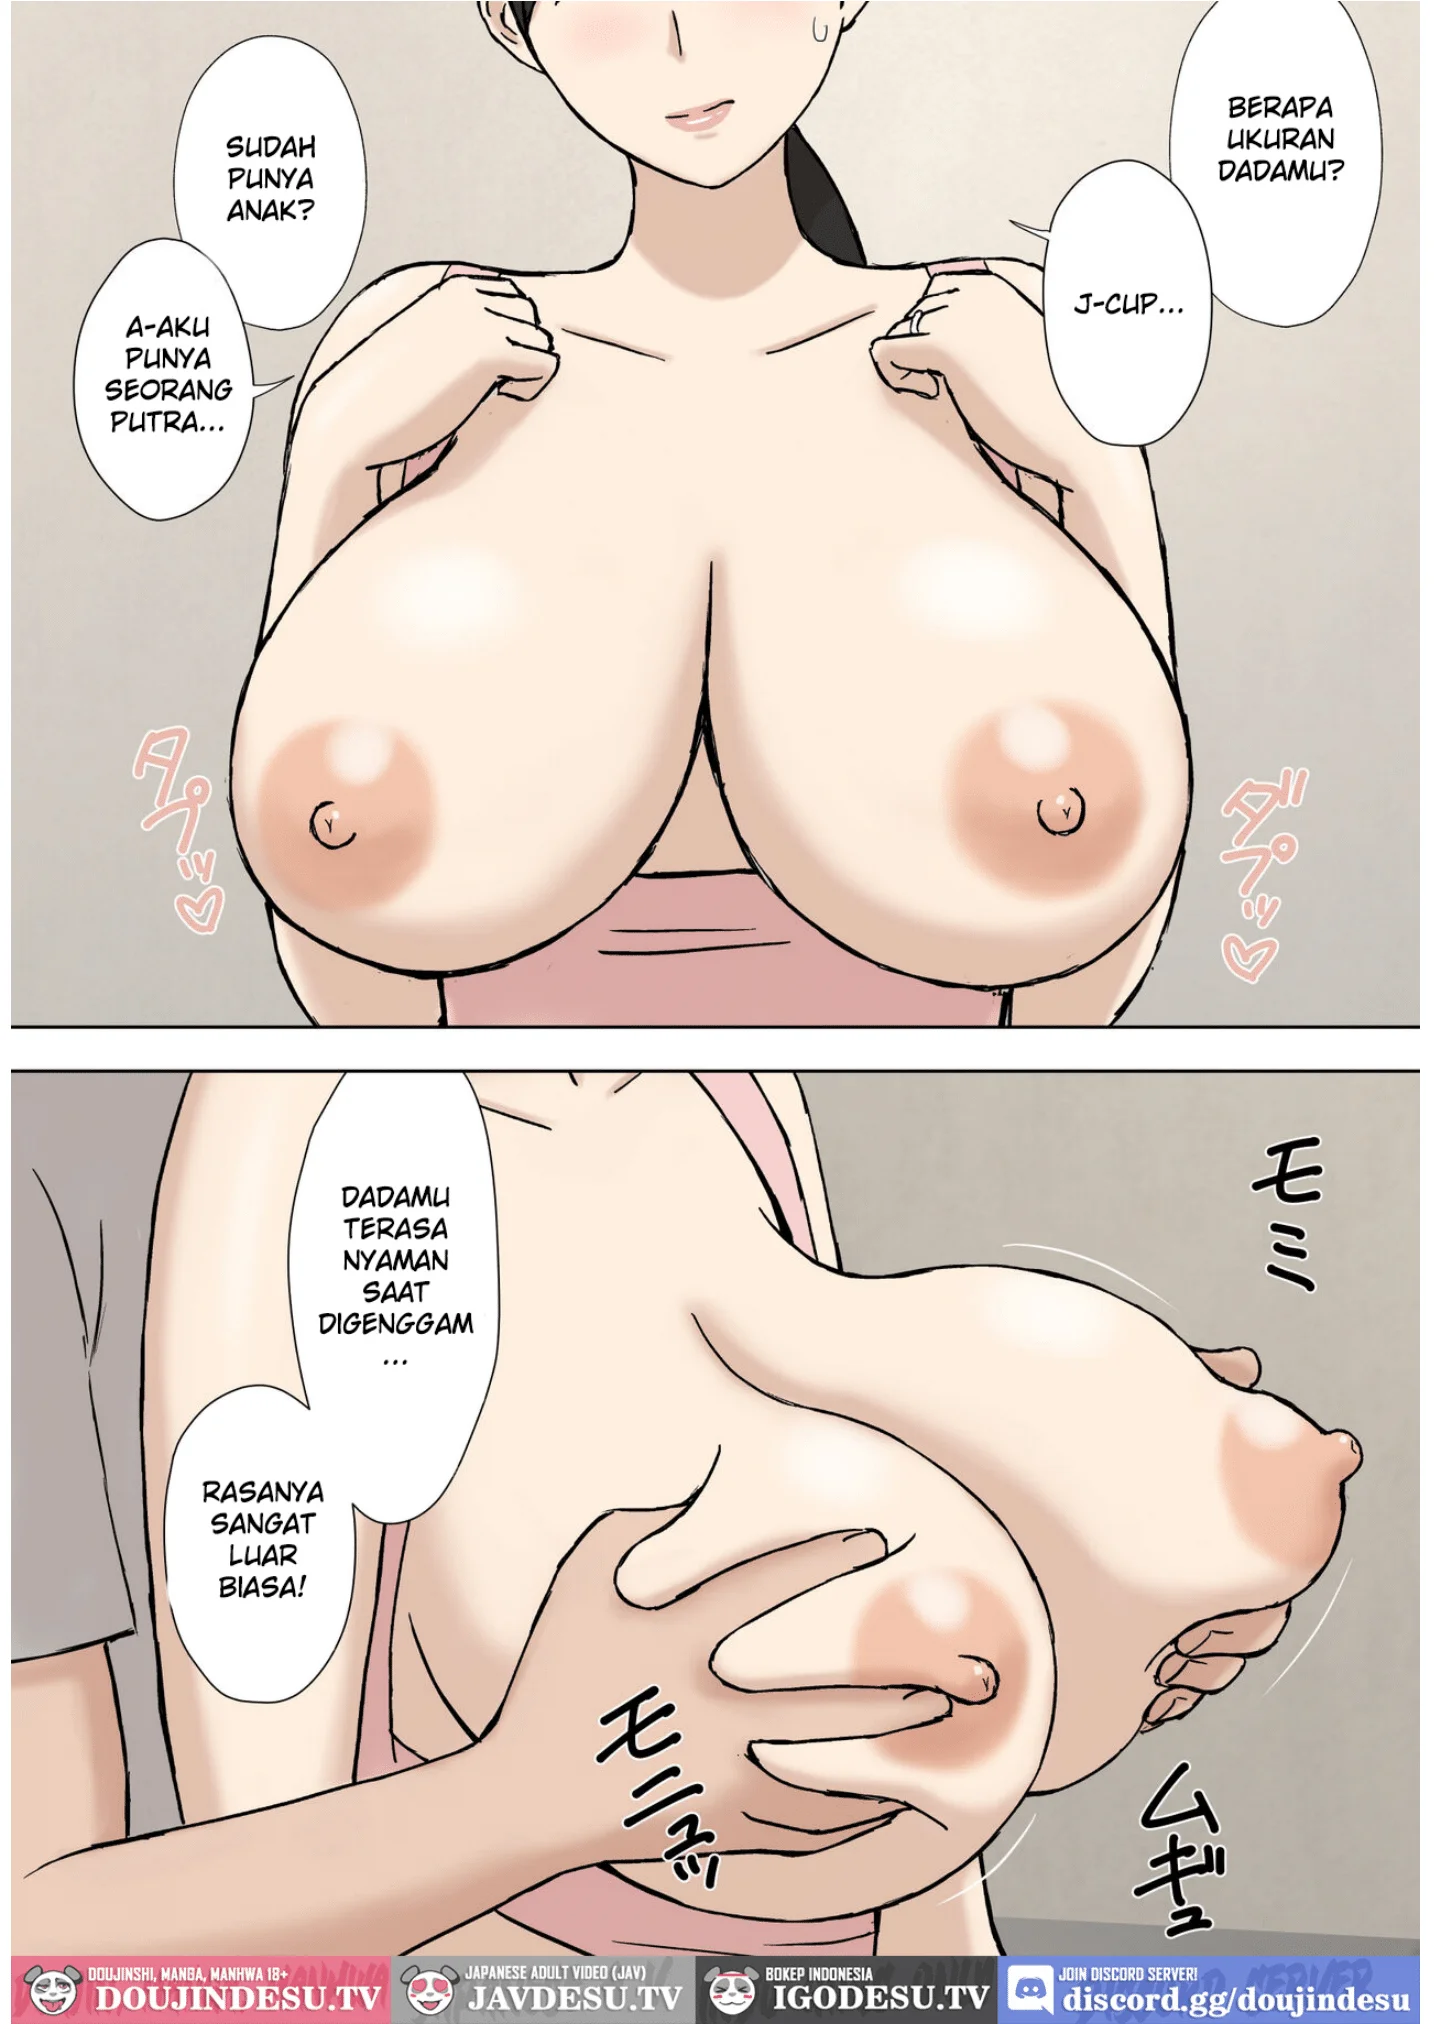 BERAPA
UKURAN
DADAMU?
J-CUP...
SUDAH
PUNYA
ANAK?
A-AKU
PUNYA
SEORANG
PUTRA...
タプッ♡
ダプッ♡
DADAMU
TERASA
NYAMAN
SAAT
DIGENGGAM
...
RASANYA
SANGAT
LUAR
BIASA!
モミ
モニュッ
ムギュ
DOUJINSHI, MANGA, MANHWA 18+
DOUJINDESU.TV
JAPANESE ADULT VIDEO (JAV)
JAVDESU.TV
BOKEP INDONESIA
IGODESU.TV
JOIN DISCORD SERVER!
discord.gg/doujindesu